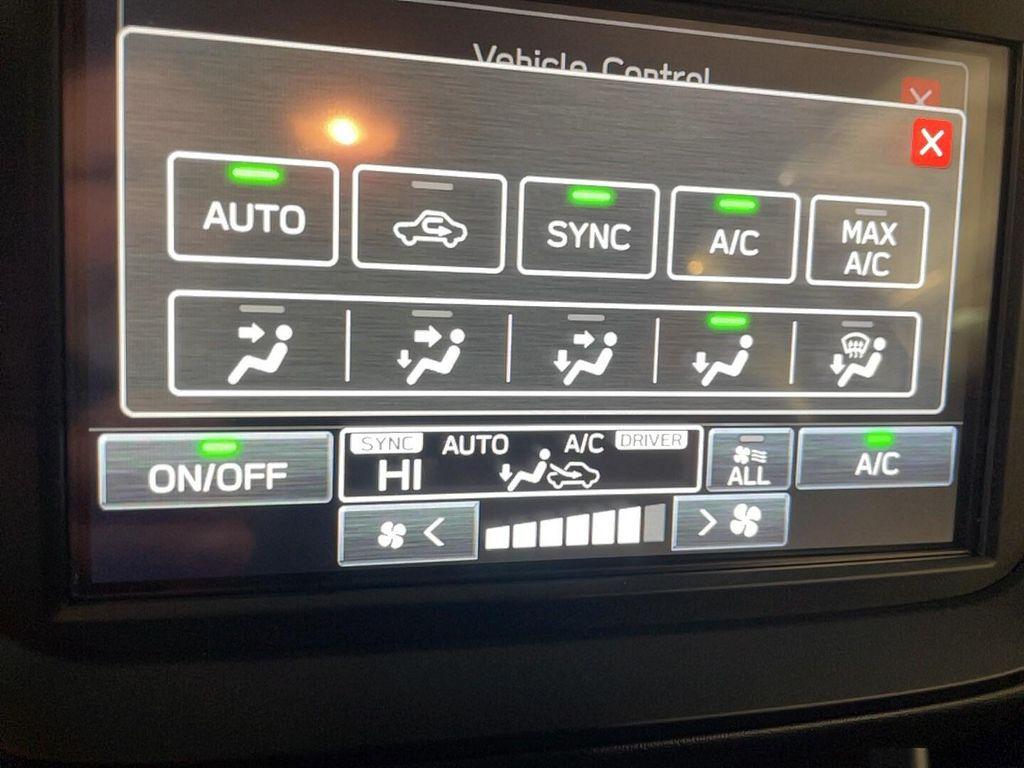 Vehicle Control
X
X
AUTO
SYNC
A/C
MAX
A/C
ON/OFF
SYNC AUTO A/C DRIVER
HI
ALL
A/C
<
>